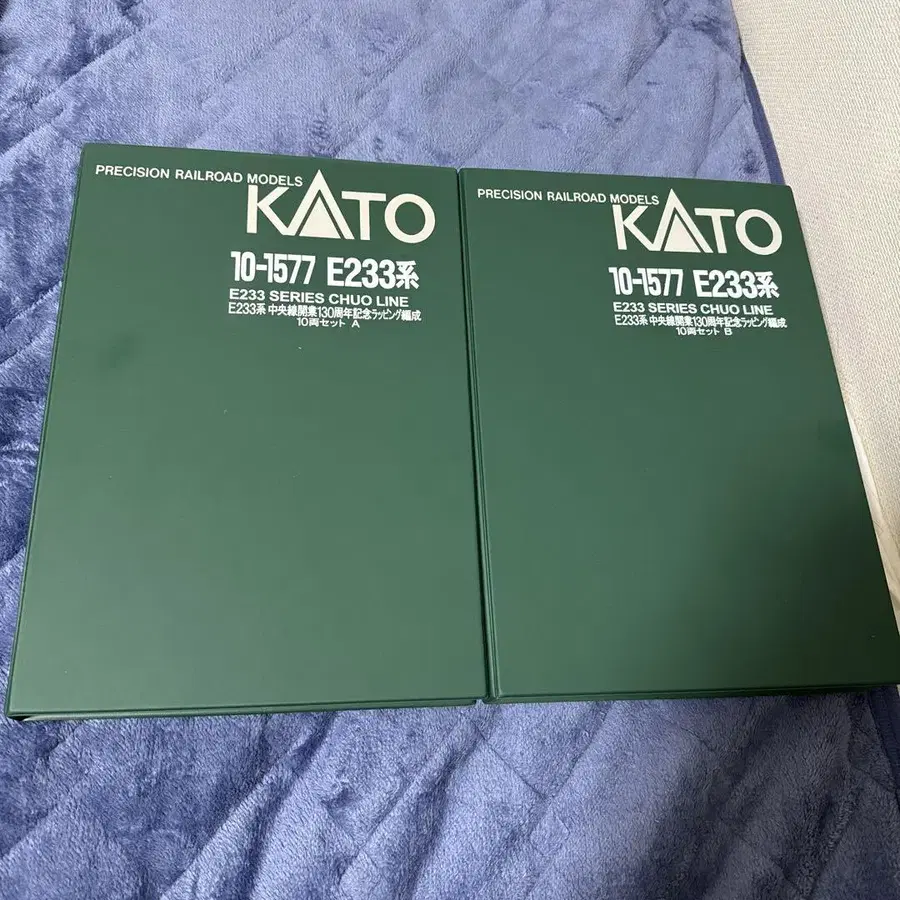 PRECISION RAILROAD MODELS
KATO
10-1577 E233系
E233 SERIES CHUO LINE
E233系 中央線開業130周年記念ラッピング編成
10両セット A
PRECISION RAILROAD MODELS
KATO
10-1577 E233系
E233 SERIES CHUO LINE
E233系 中央線開業130周年記念ラッピング編成
10両セット B